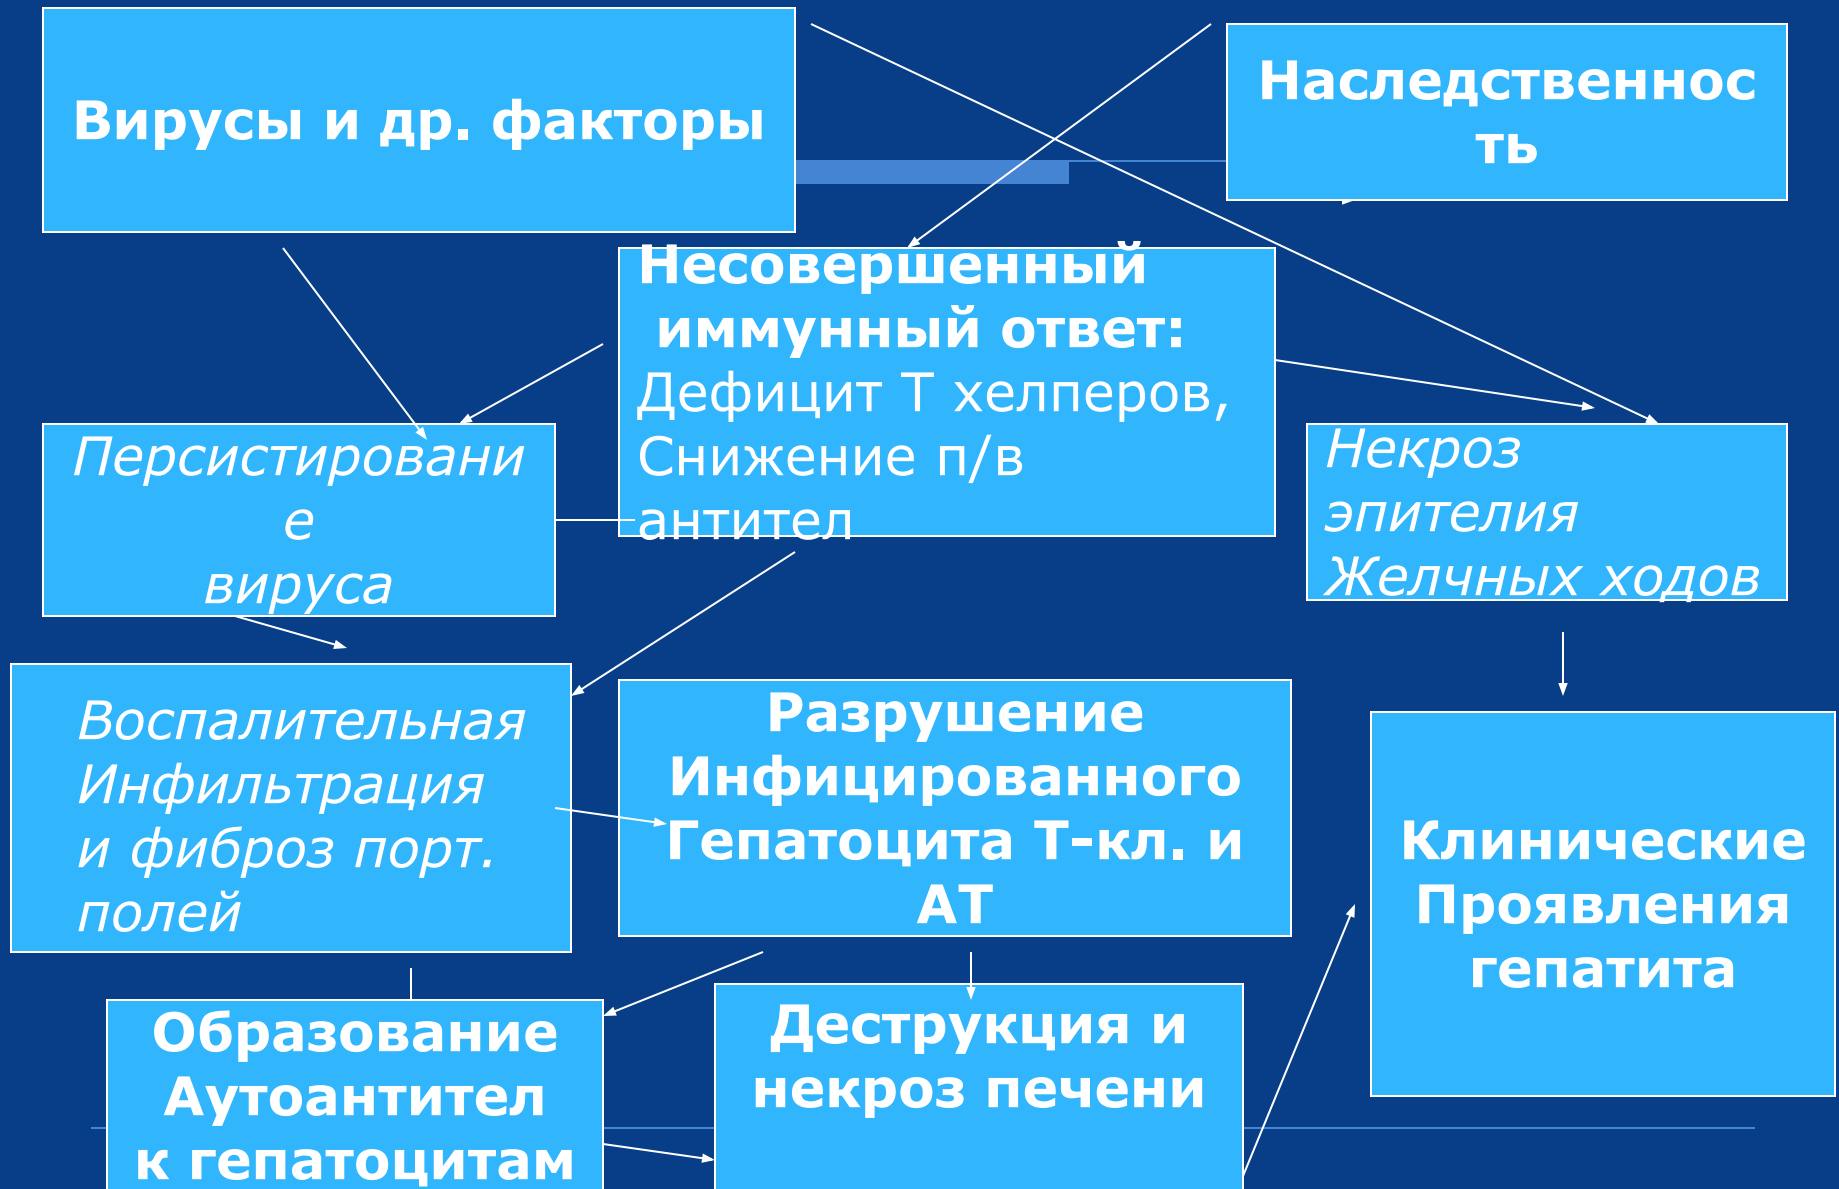 Вирусы и др. факторы
Наследственнос
ть
Несовершенный
иммунный ответ:
Дефицит Т хелперов,
Снижение п/в
антител
Персистировани
е
вируса
Некроз
эпителия
Желчных ходов
Воспалительная
Инфильтрация
и фиброз порт.
полей
Разрушение
Инфицированного
Гепатоцита Т-кл. и
АТ
Клинические
Проявления
гепатита
Образование
Аутоантител
к гепатоцитам
Деструкция и
некроз печени